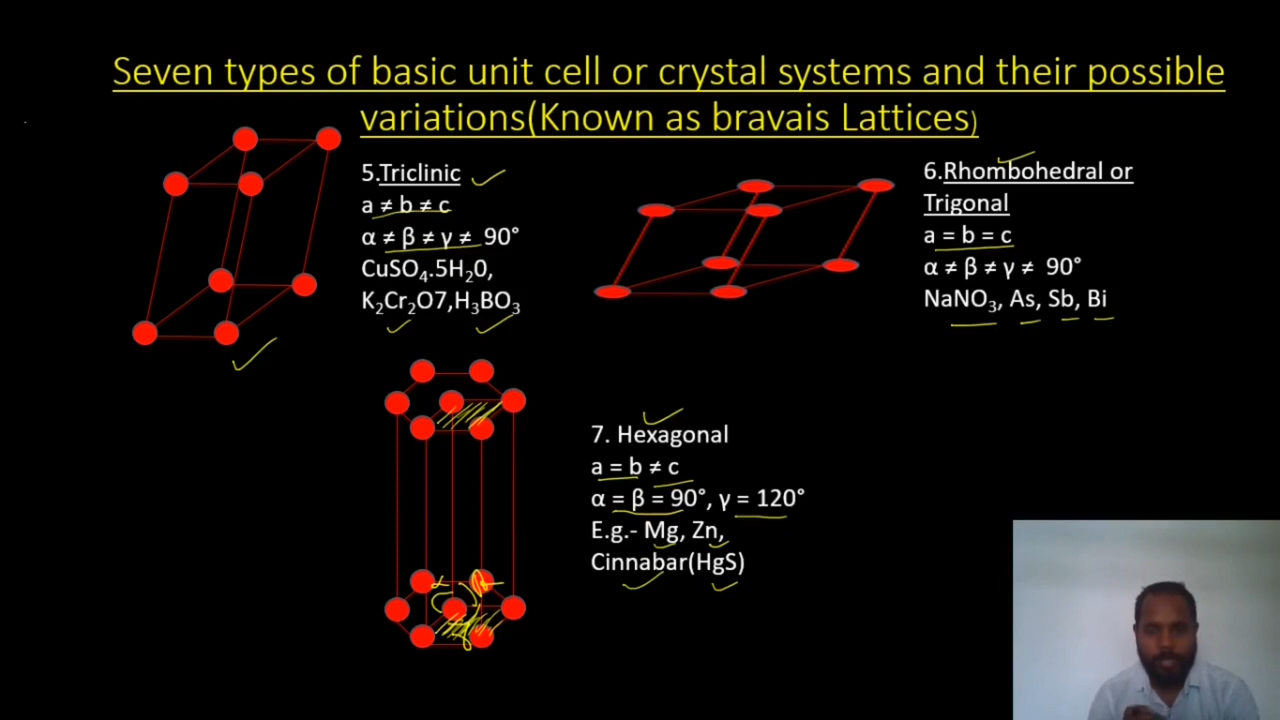 Seven types of basic unit cell or crystal systems and their possible
variations(Known as bravais Lattices)
5.Triclinic
a ≠ b ≠ c
α ≠ β ≠ γ ≠ 90°
CuSO₄.5H₂0,
K₂Cr₂O7,H₃BO₃
6.Rhombohedral or
Trigonal
a = b = c
α ≠ β ≠ γ ≠ 90°
NaNO₃, As, Sb, Bi
7. Hexagonal
a = b ≠ c
α = β = 90°, γ = 120°
E.g.- Mg, Zn,
Cinnabar(HgS)